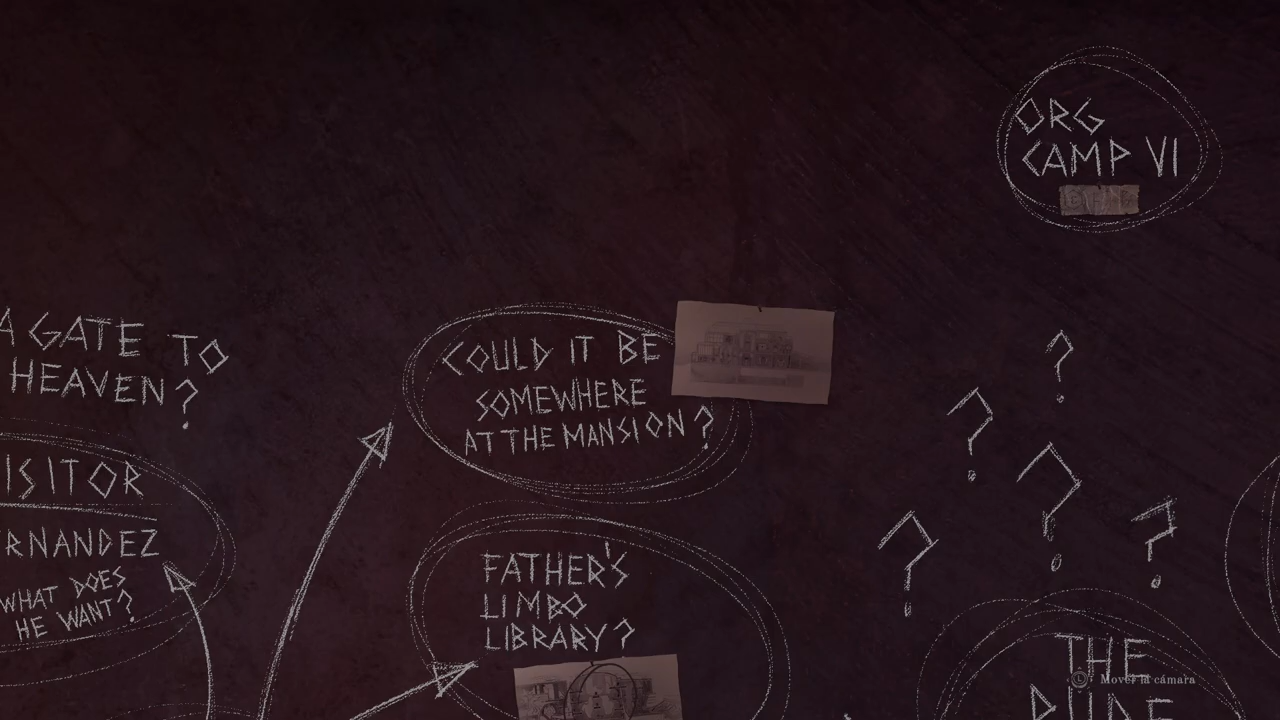 ORG
CAMP VI
A GATE TO
HEAVEN?
COULD IT BE
SOMEWHERE
AT THE MANSION?
?
?
?
?
?
ISITOR
RNANDEZ
WHAT DOES
HE WANT?
FATHER'S
LIMBO
LIBRARY?
THE
L Mover la cámara